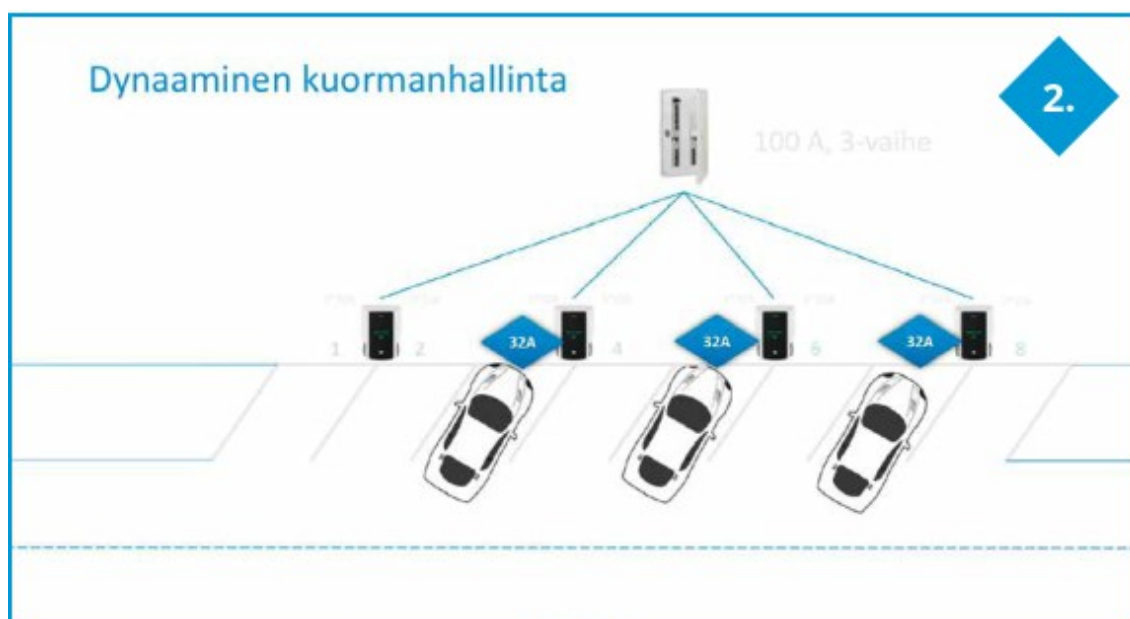 Dynaaminen kuormanhallinta
2.
100 A, 3-vaihe
32A
32A
32A
1
2
4
6
8